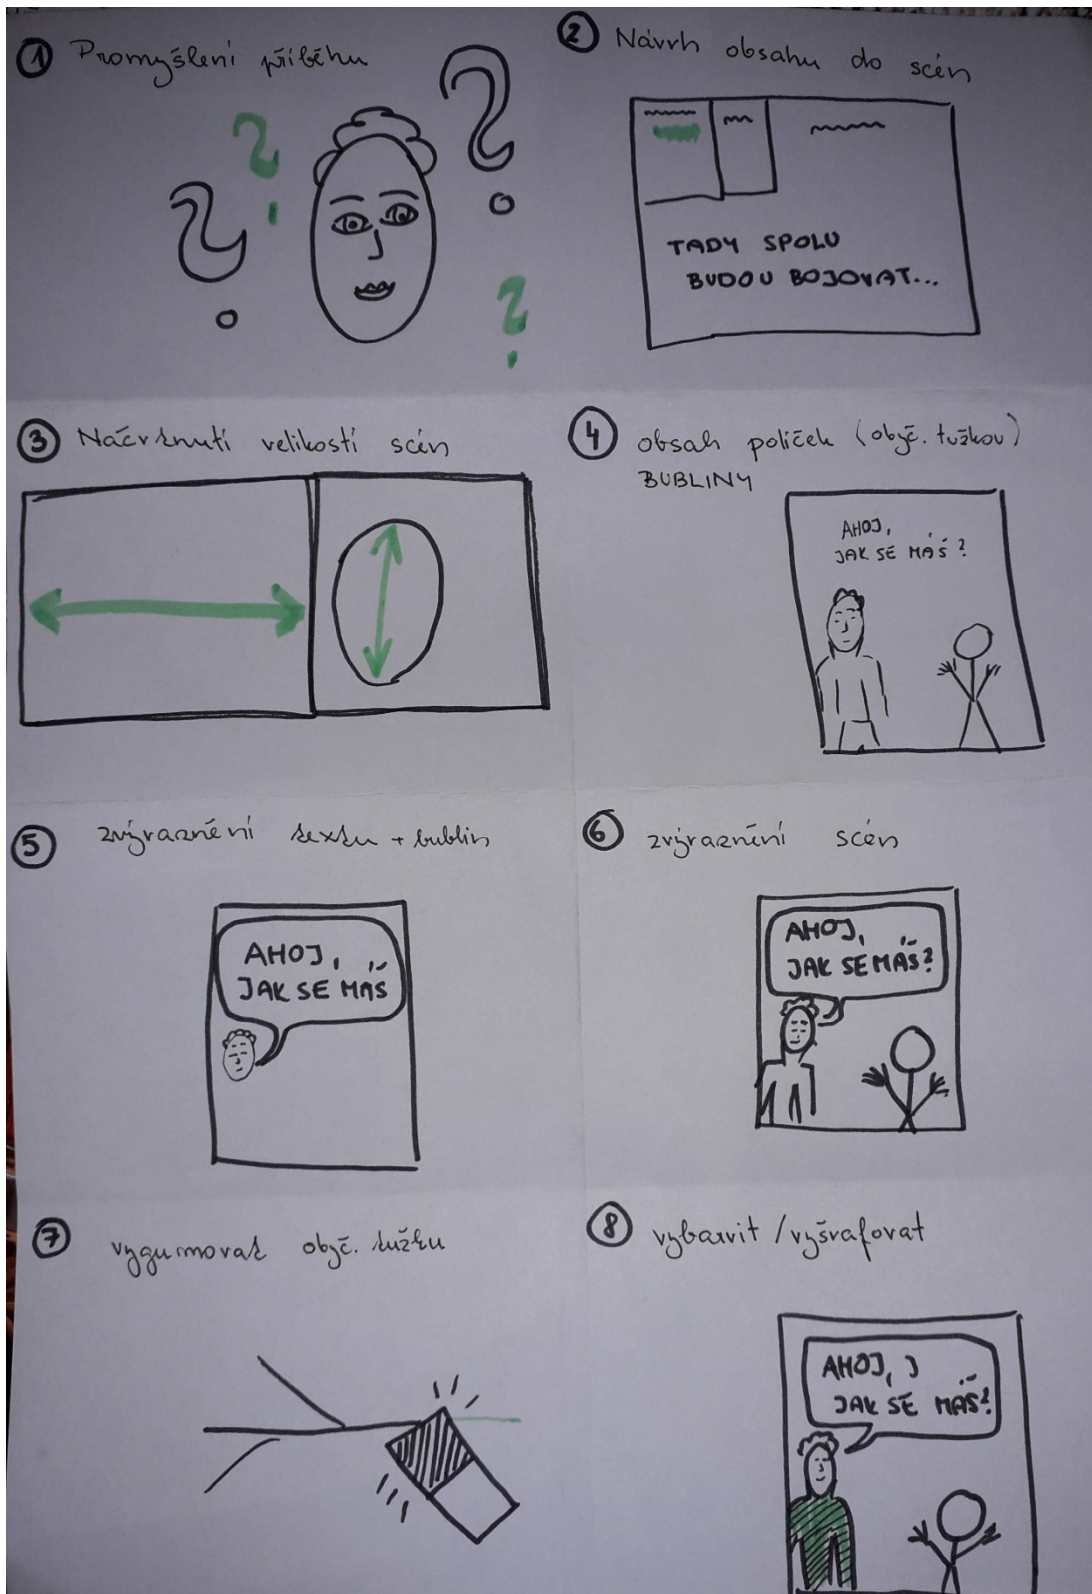 1 Promyšlení příběhu
? ? ? ?
2 Návrh obsahu do scén
TADY SPOLU
BUDOU BOJOVAT...
3 Náčrtnutí velikostí scén
4 obsah políček (obyč. tužkou)
BUBLINY
AHOJ,
JAK SE MÁŠ?
5 zvýraznění textu + bublin
AHOJ,
JAK SE MÁŠ
6 zvýraznění scén
AHOJ,
JAK SE MÁŠ?
7 vygumovat obyč. tužku
8 vybarvit / vyšrafovat
AHOJ, J
JAK SE MÁŠ?